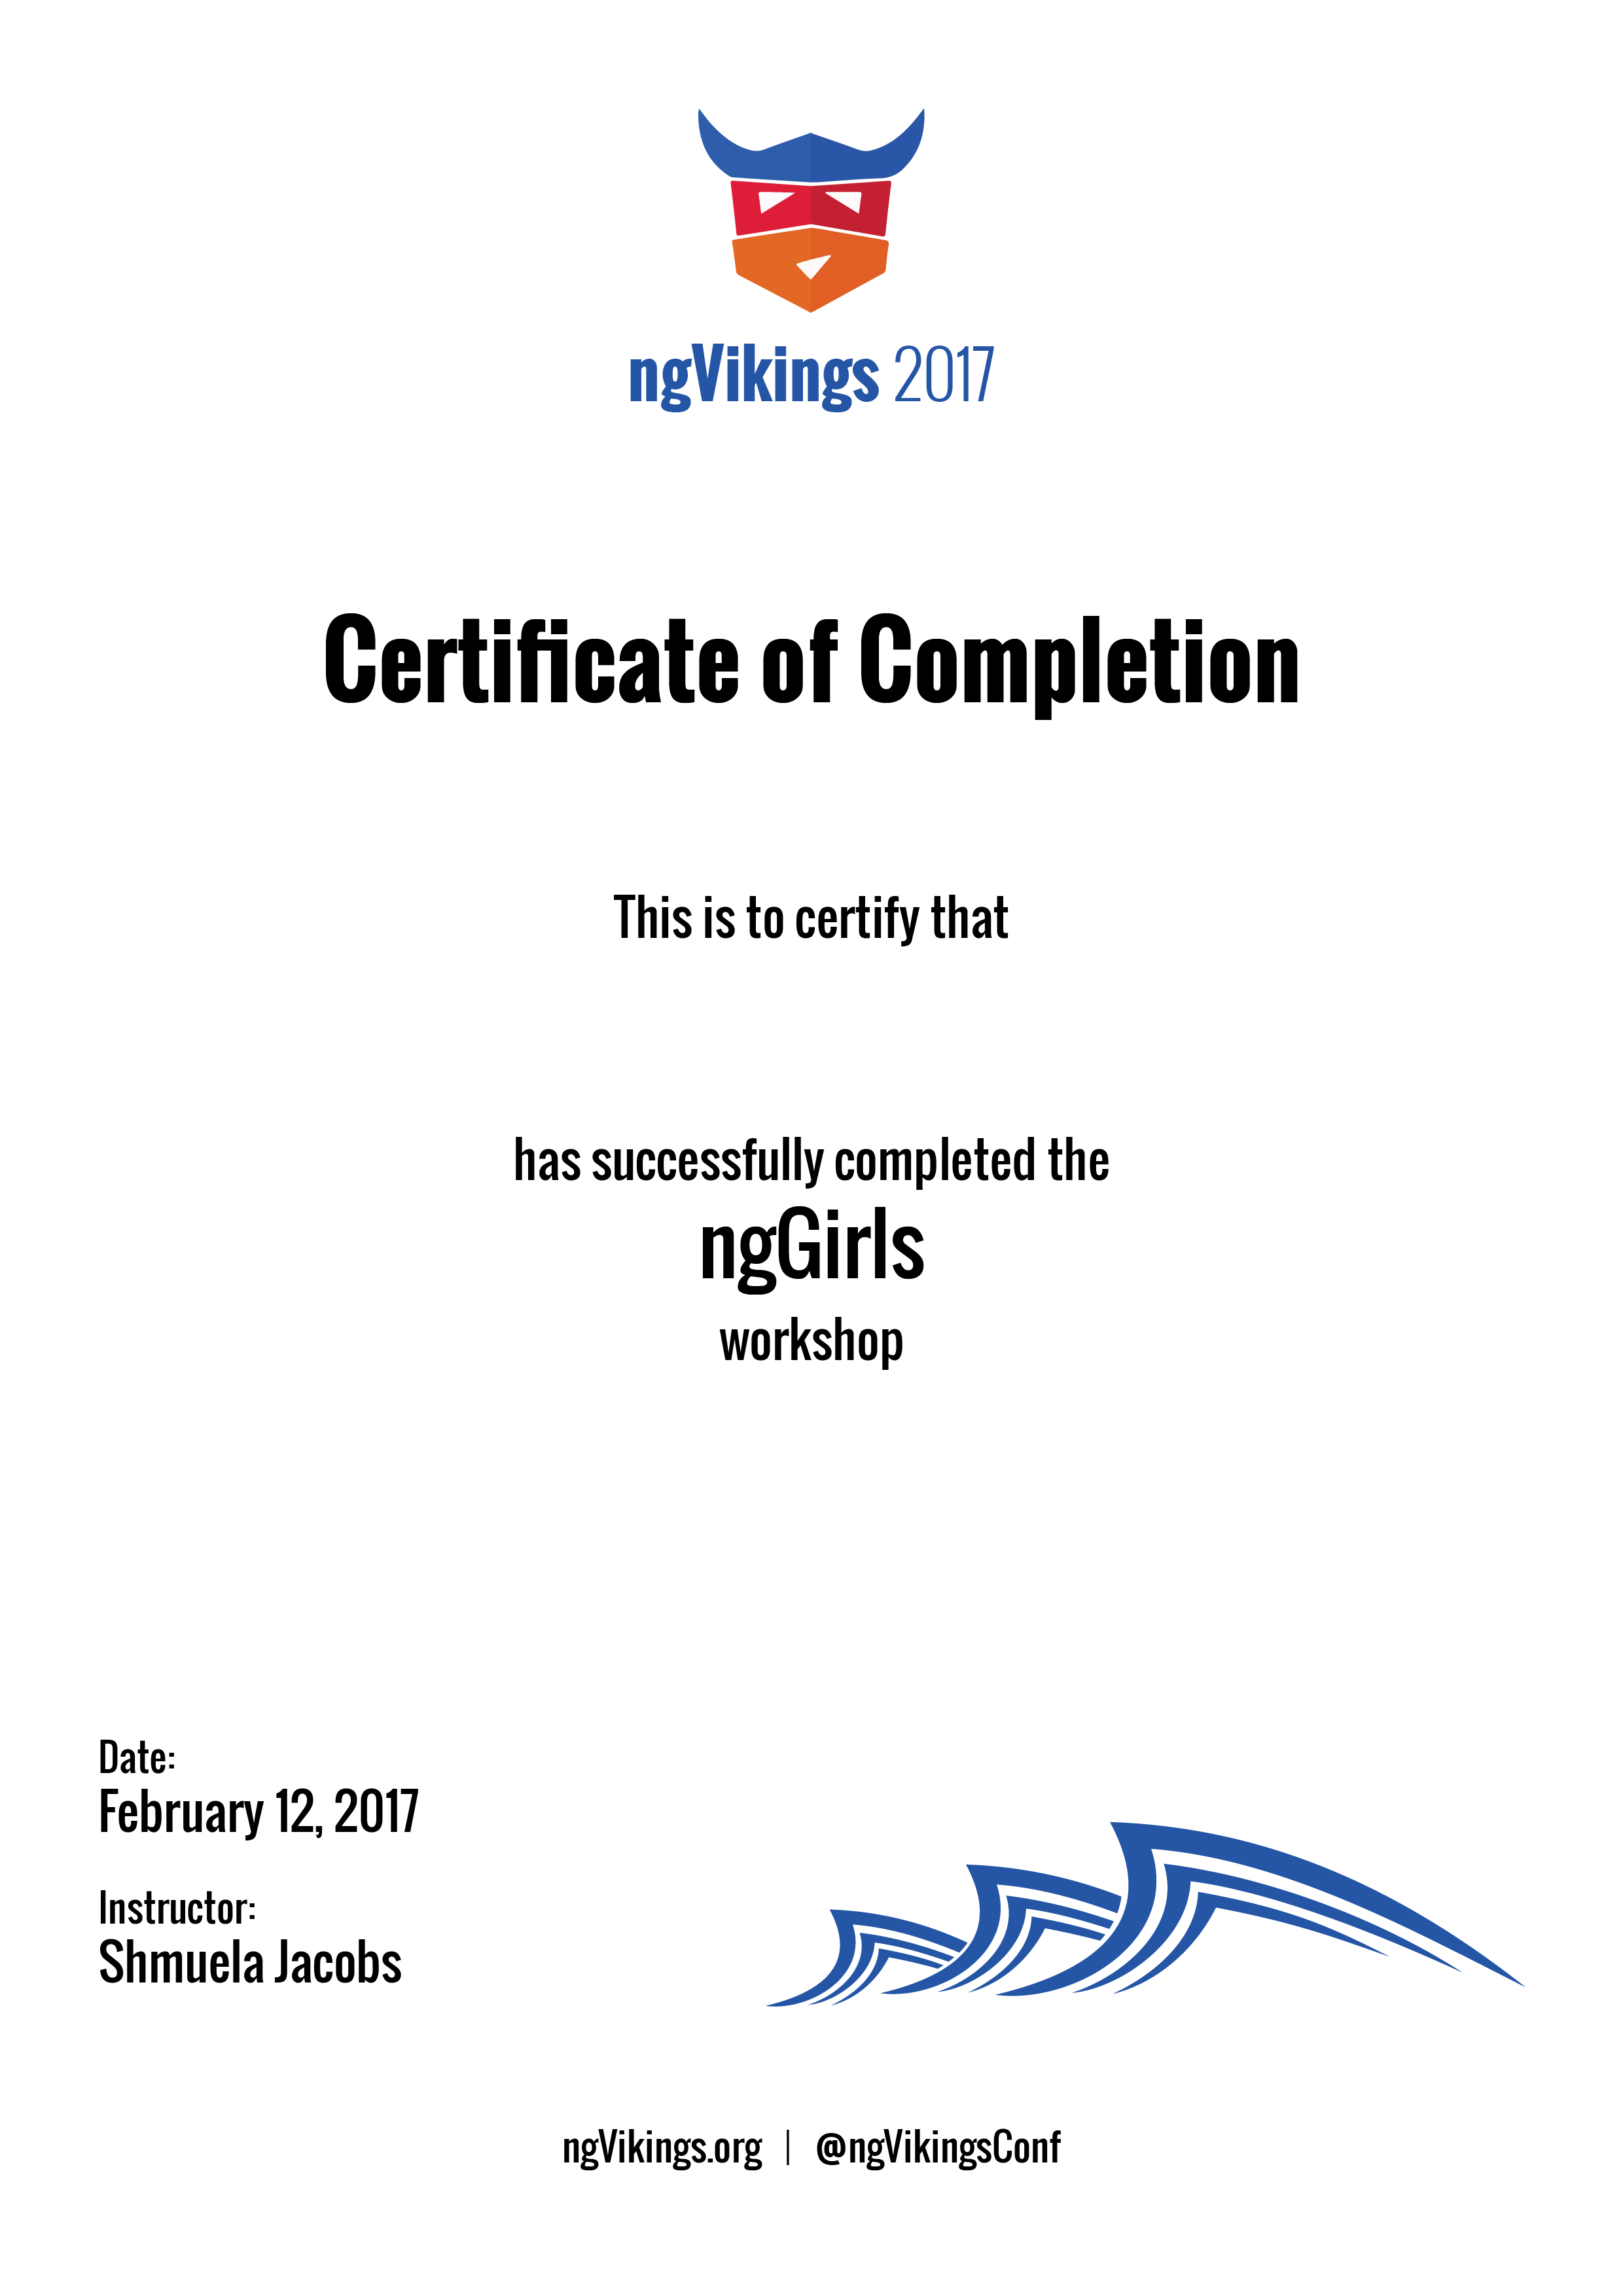 ngVikings 2017
Certificate of Completion
This is to certify that
has successfully completed the
ngGirls
workshop
Date:
February 12, 2017
Instructor:
Shmuela Jacobs
ngVikings.org | @ngVikingsConf